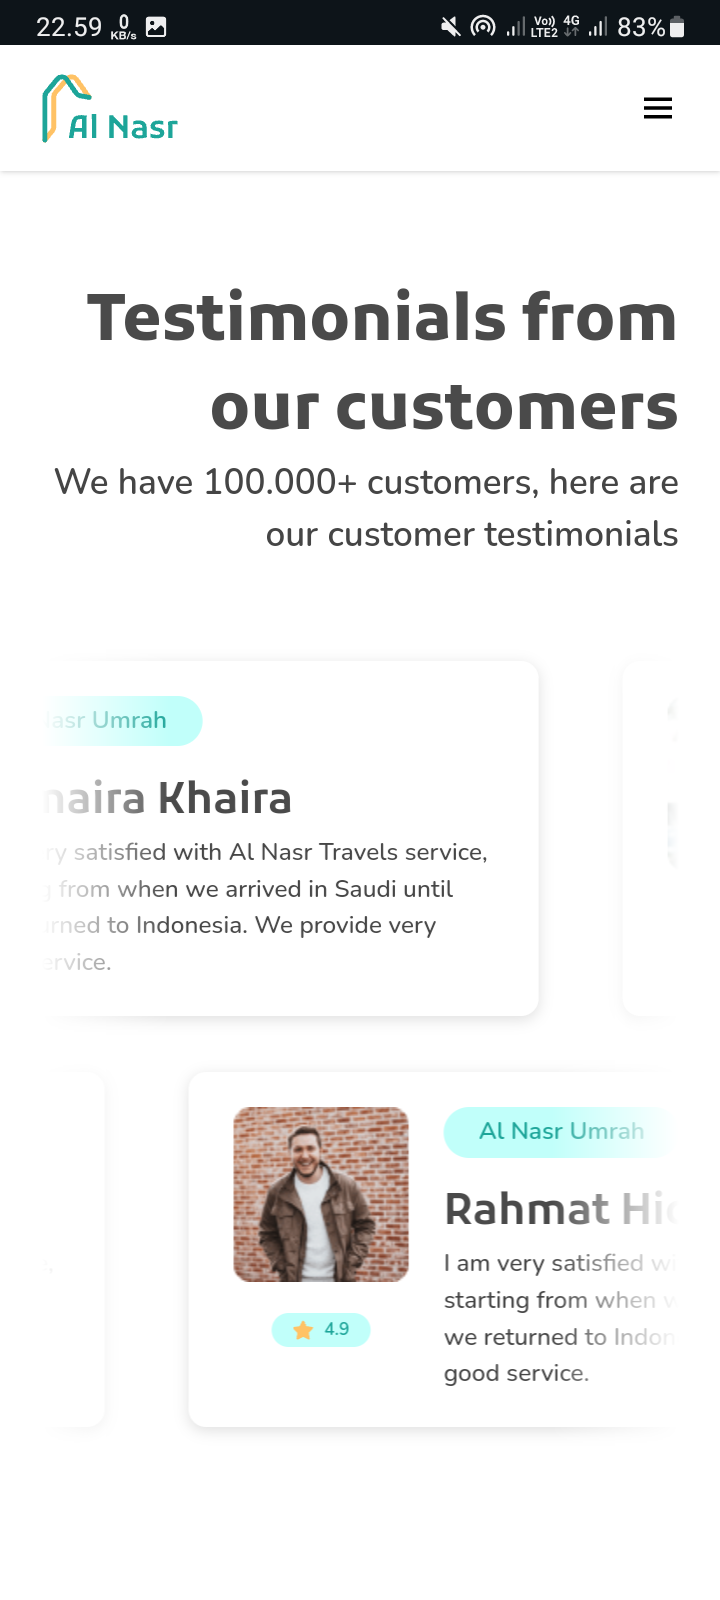 22.59 0 KB/s Vo)) LTE2 4G 83%
Al Nasr
Testimonials from
our customers
We have 100.000+ customers, here are
our customer testimonials
Nasr Umrah
naira Khaira
ry satisfied with Al Nasr Travels service,
g from when we arrived in Saudi until
urned to Indonesia. We provide very
ervice.
Al Nasr Umrah
Rahmat Hid
I am very satisfied wi
starting from when w
we returned to Indon
good service.
4.9